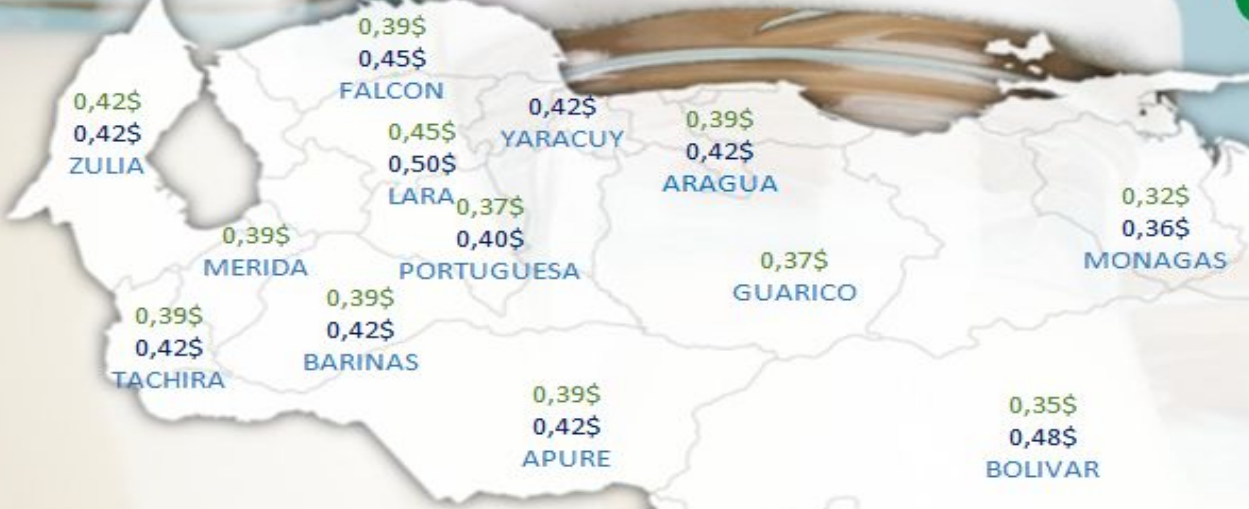 0,39$
0,45$
FALCON
0,42$
0,42$
ZULIA
0,42$
YARACUY
0,45$
0,50$
LARA
0,39$
0,42$
ARAGUA
0,37$
0,40$
PORTUGUESA
0,32$
0,36$
MONAGAS
0,39$
MERIDA
0,37$
GUARICO
0,39$
0,42$
TACHIRA
0,39$
0,42$
BARINAS
0,39$
0,42$
APURE
0,35$
0,48$
BOLIVAR